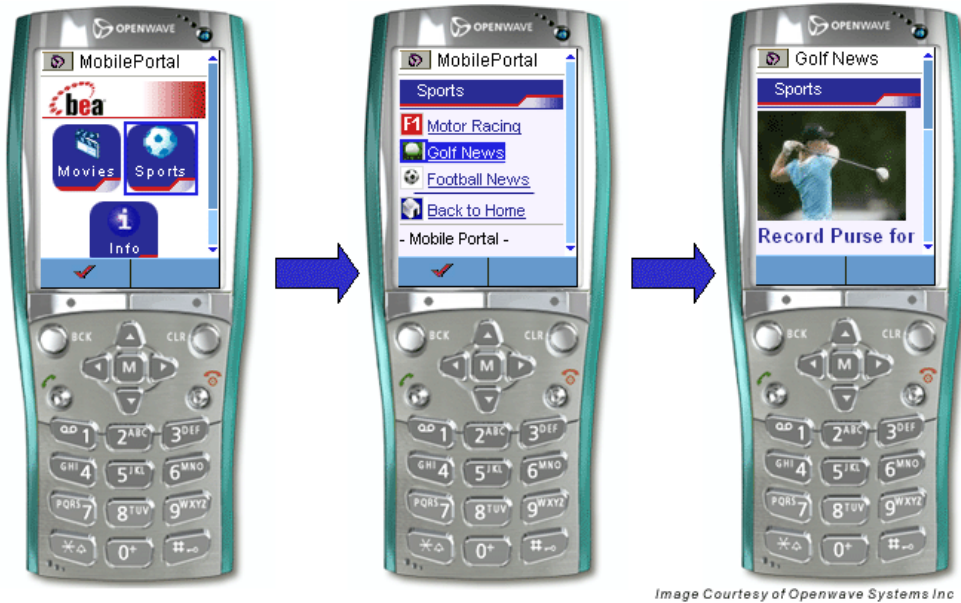 OPENWAVE
MobilePortal
bea
Movies
Sports
Info
BCK
CLR
M
1
2ABC
3DEF
GHI4
5JKL
6MNO
PQRS7
8TUV
9WXYZ
*
0+
#
OPENWAVE
MobilePortal
Sports
F1 Motor Racing
Golf News
Football News
Back to Home
- Mobile Portal -
BCK
CLR
M
1
2ABC
3DEF
GHI4
5JKL
6MNO
PQRS7
8TUV
9WXYZ
*
0+
#
OPENWAVE
Golf News
Sports
Record Purse for
BCK
CLR
M
1
2ABC
3DEF
GHI4
5JKL
6MNO
PQRS7
8TUV
9WXYZ
*
0+
#
Image Courtesy of Openwave Systems Inc